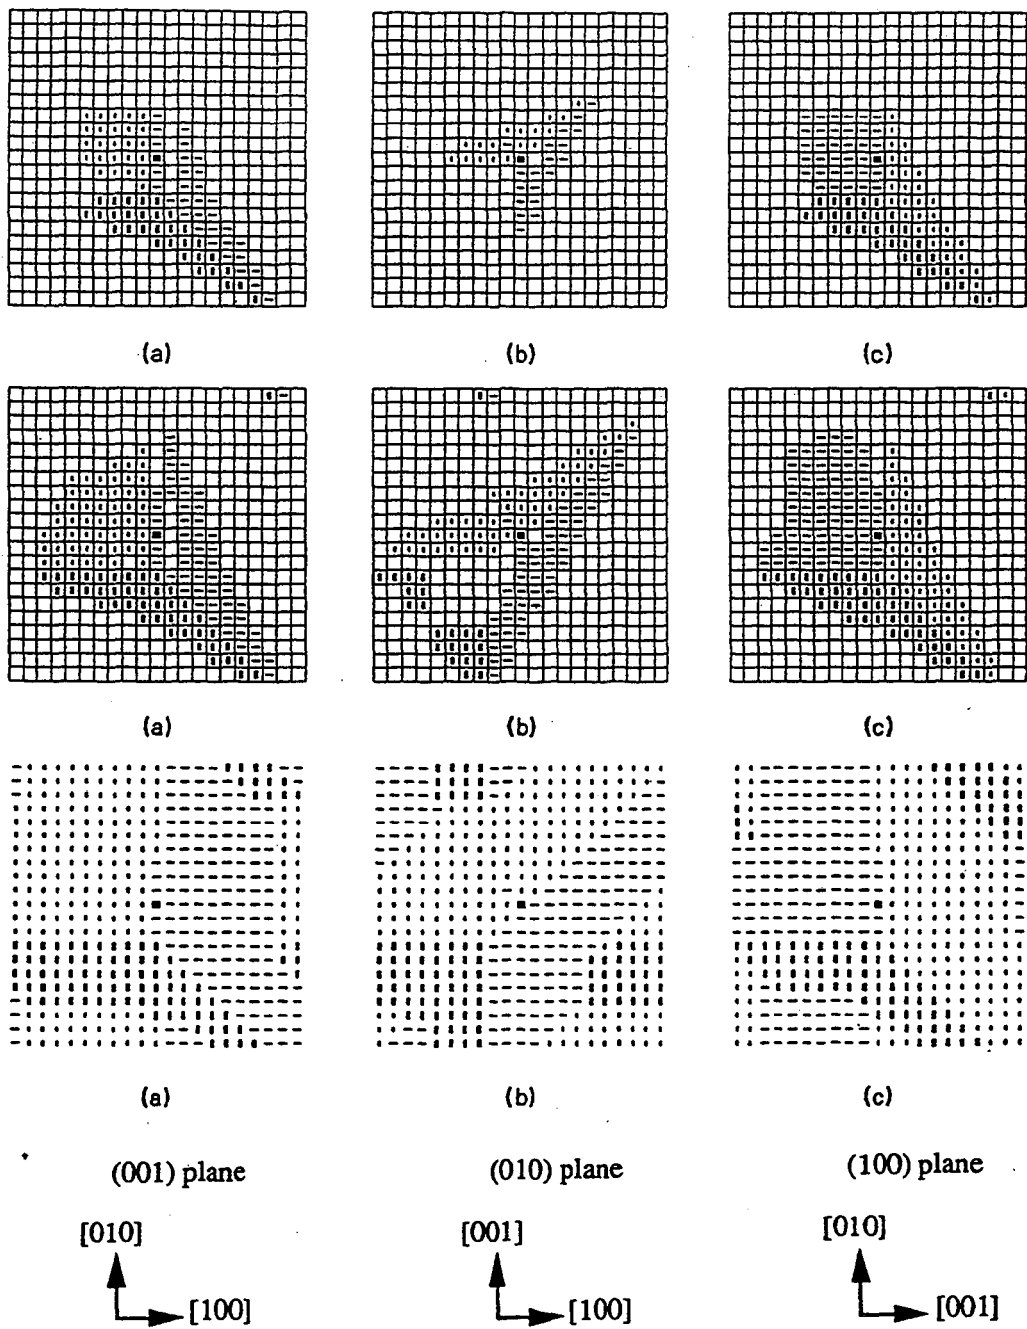 (a) (b) (c)
(a) (b) (c)
(a) (b) (c)
(001) plane (010) plane (100) plane
[010] [001] [010]
[100] [100] [001]